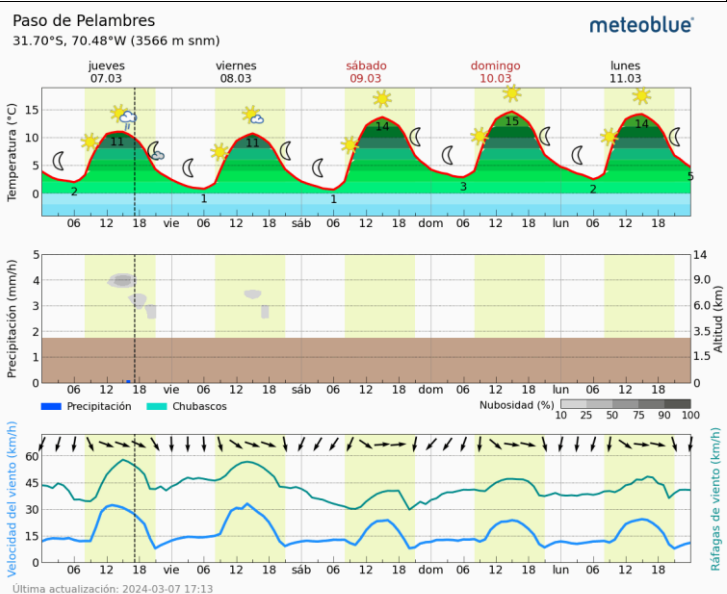 Paso de Pelambres
31.70°S, 70.48°W (3566 m snm)
meteoblue
jueves viernes sábado domingo lunes
07.03 08.03 09.03 10.03 11.03
Temperatura (°C)
15
10
5
0
11 11 14 15 14
2 1 1 3 2 5
06 12 18 vie 06 12 18 sáb 06 12 18 dom 06 12 18 lun 06 12 18
Precipitación (mm/h)
5
4
3
2
1
0
14
9.0
6.0
3.5
1.5
0
Altitud (km)
06 12 18 vie 06 12 18 sáb 06 12 18 dom 06 12 18 lun 06 12 18
Precipitación Chubascos
Nubosidad (%)
10 25 50 75 90 100
Velocidad del viento (km/h)
60
45
30
15
0
Ráfagas de viento (km/h)
06 12 18 vie 06 12 18 sáb 06 12 18 dom 06 12 18 lun 06 12 18
Última actualización: 2024-03-07 17:13